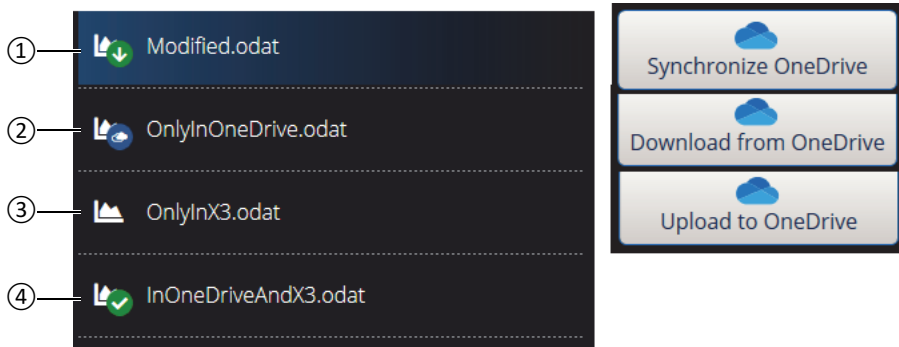 ① Modified.odat
② OnlyInOneDrive.odat
③ OnlyInX3.odat
④ InOneDriveAndX3.odat
Synchronize OneDrive
Download from OneDrive
Upload to OneDrive